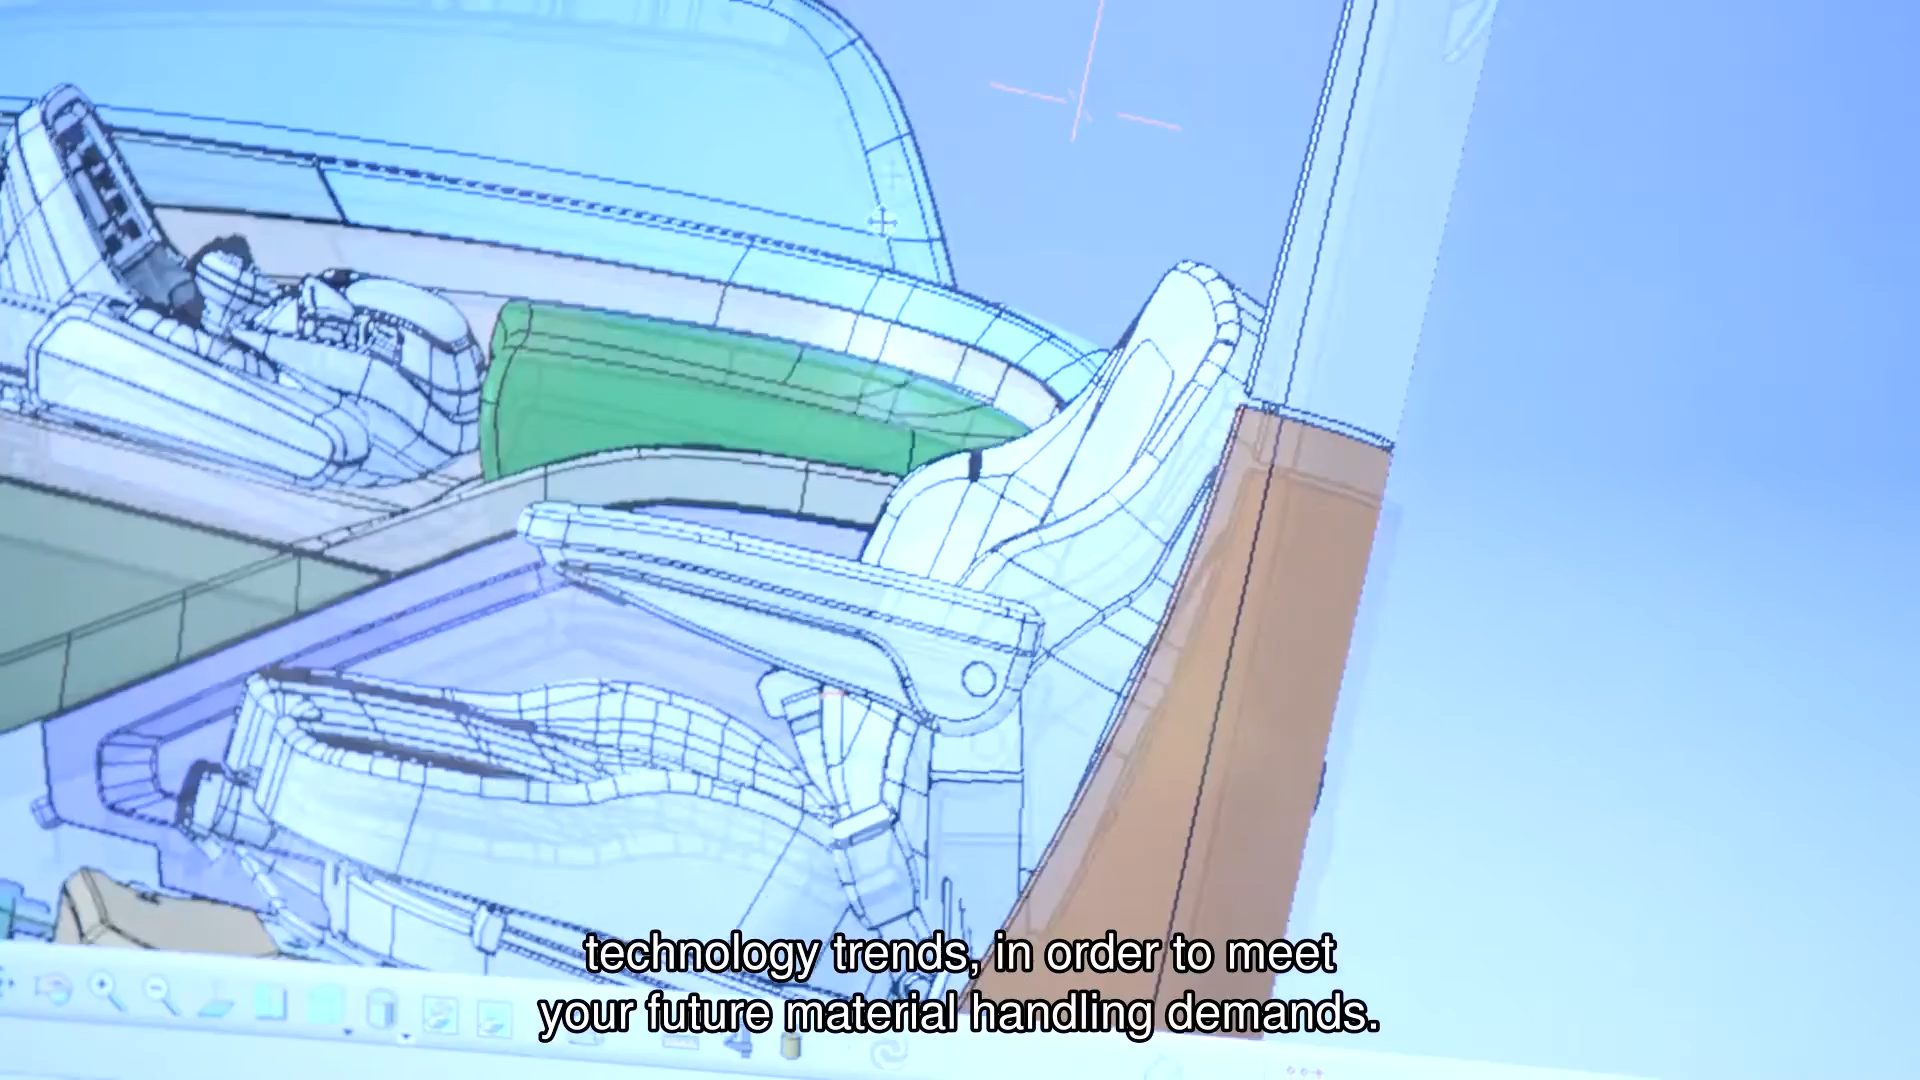 technology trends, in order to meet
your future material handling demands.